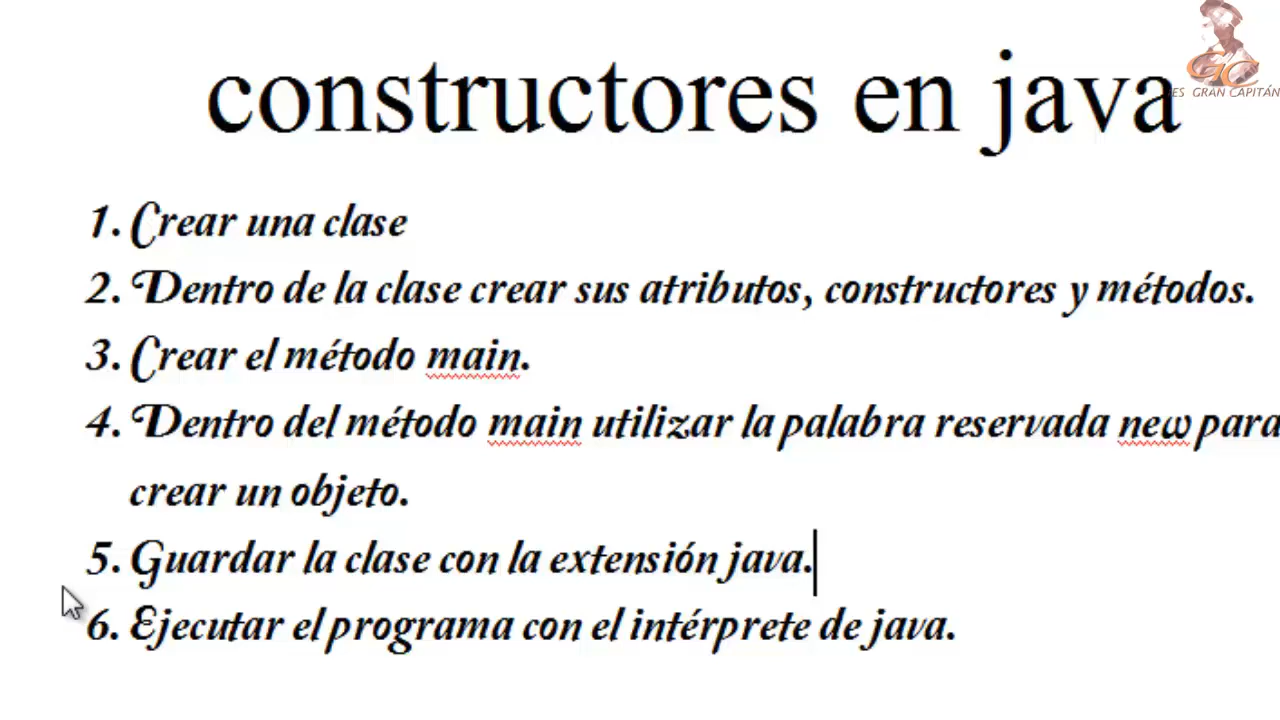 constructores en java
GC
IES GRAN CAPITÁN
1. Crear una clase
2. Dentro de la clase crear sus atributos, constructores y métodos.
3. Crear el método main.
4. Dentro del método main utilizar la palabra reservada new para
crear un objeto.
5. Guardar la clase con la extensión java.
6. Ejecutar el programa con el intérprete de java.